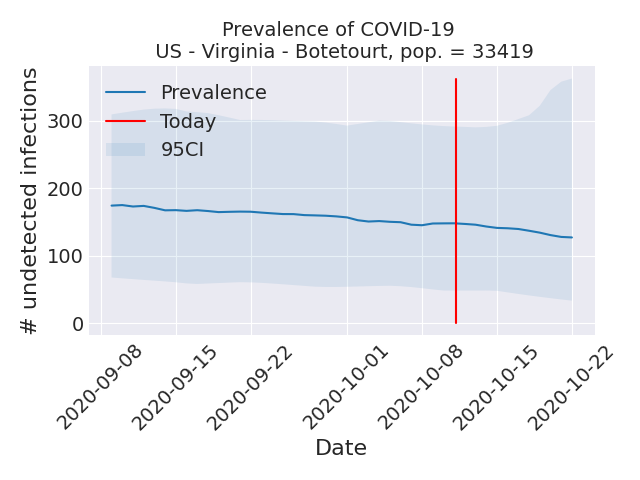 Prevalence of COVID-19
US - Virginia - Botetourt, pop. = 33419
# undetected infections
300
200
100
0
Prevalence
Today
95CI
2020-09-08
2020-09-15
2020-09-22
2020-10-01
2020-10-08
2020-10-15
2020-10-22
Date